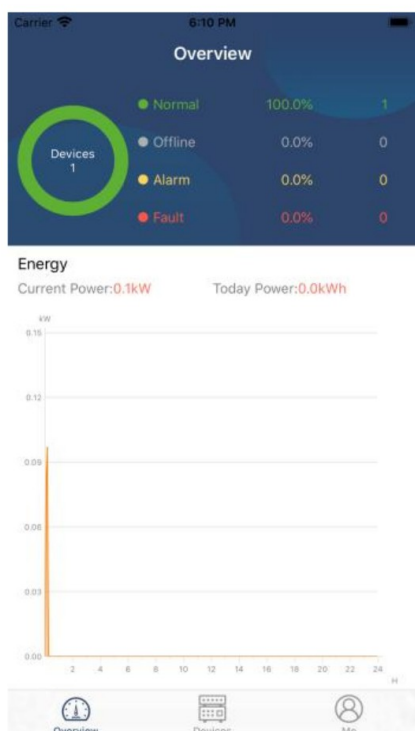 Carrier 6:10 PM
Overview
Devices
1
Normal 100.0% 1
Offline 0.0% 0
Alarm 0.0% 0
Fault 0.0% 0
Energy
Current Power:0.1kW Today Power:0.0kWh
kW
0.15
0.12
0.09
0.06
0.03
0.00
2 4 6 8 10 12 14 16 18 20 22 24
H
Overview Devices Me